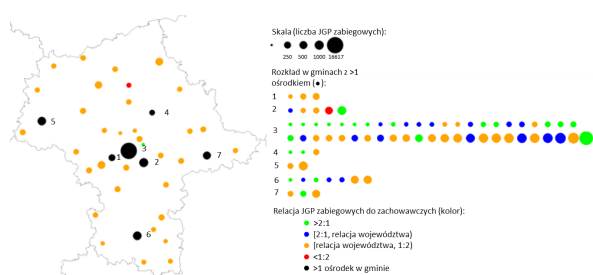 Skala (liczba JGP zabiegowych):
250 500 1000 16617
Rozkład w gminach z >1
ośrodkiem (●):
1
2
3
4
5
6
7
4
5
3
1
2
7
6
Relacja JGP zabiegowych do zachowawczych (kolor):
>2:1
[2:1, relacja województwa)
[relacja województwa, 1:2]
<1:2
>1 ośrodek w gminie